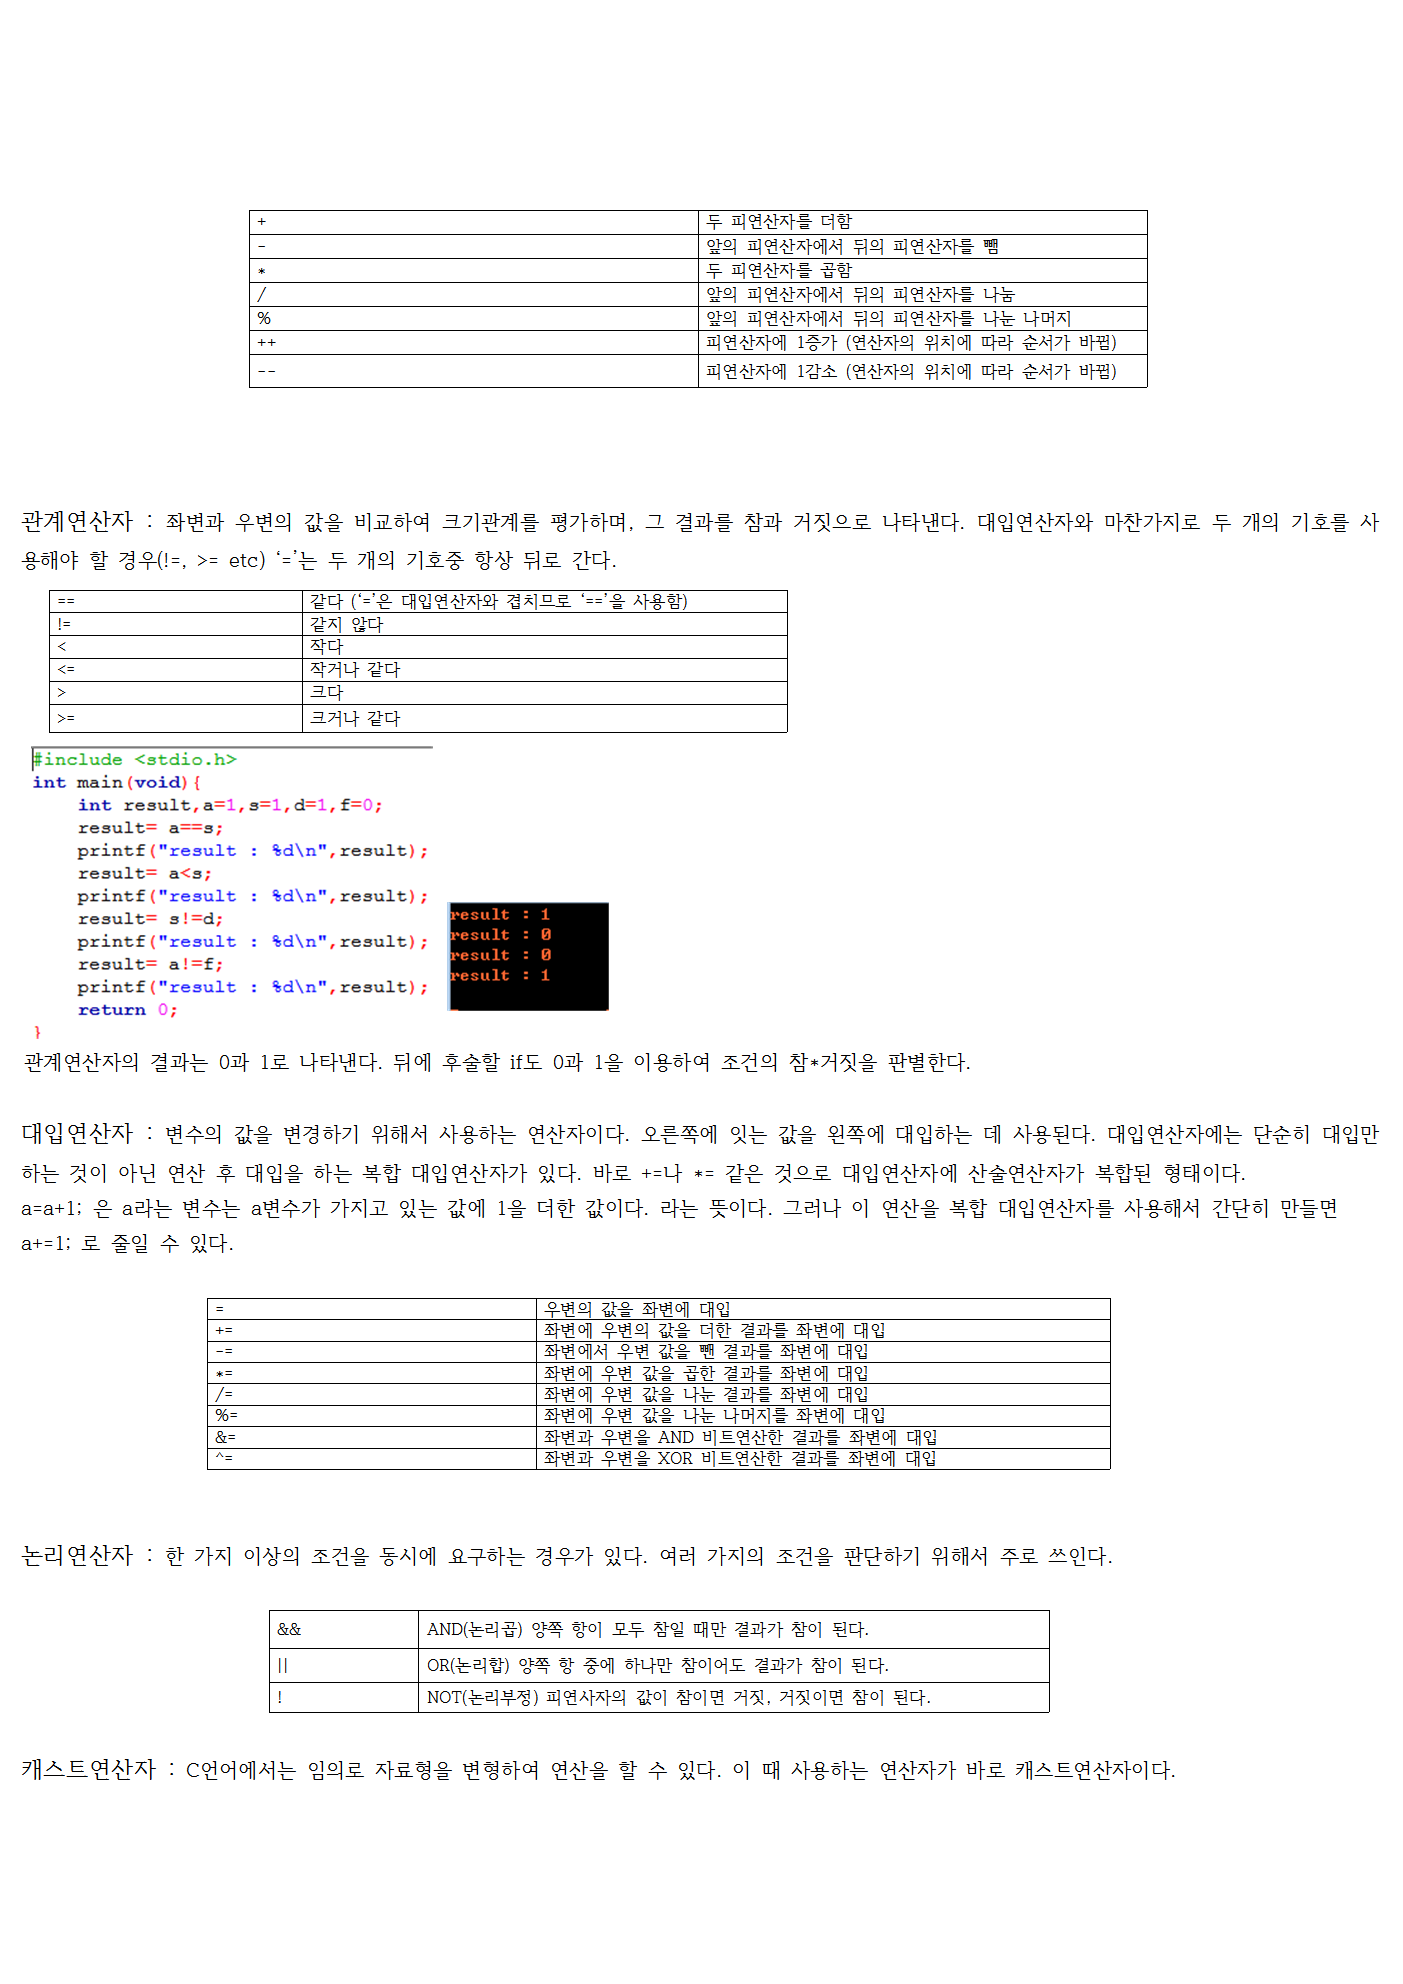 + 두 피연산자를 더함
- 앞의 피연산자에서 뒤의 피연산자를 뺌
* 두 피연산자를 곱함
/ 앞의 피연산자에서 뒤의 피연산자를 나눔
% 앞의 피연산자에서 뒤의 피연산자를 나눈 나머지
++ 피연산자에 1증가 (연산자의 위치에 따라 순서가 바뀜)
-- 피연산자에 1감소 (연산자의 위치에 따라 순서가 바뀜)
관계연산자 : 좌변과 우변의 값을 비교하여 크기관계를 평가하며, 그 결과를 참과 거짓으로 나타낸다. 대입연산자와 마찬가지로 두 개의 기호를 사
용해야 할 경우(!=, >= etc) ‘=’는 두 개의 기호중 항상 뒤로 간다.
== 같다 (‘=’은 대입연산자와 겹치므로 ‘==’을 사용함)
!= 같지 않다
< 작다
<= 작거나 같다
> 크다
>= 크거나 같다
#include <stdio.h>
int main(void){
int result,a=1,s=1,d=1,f=0;
result= a==s;
printf("result : %d\n",result);
result= a<s;
printf("result : %d\n",result);
result= s!=d;
printf("result : %d\n",result);
result= a!=f;
printf("result : %d\n",result);
return 0;
}
result : 1
result : 0
result : 0
result : 1
관계연산자의 결과는 0과 1로 나타낸다. 뒤에 후술할 if도 0과 1을 이용하여 조건의 참*거짓을 판별한다.
대입연산자 : 변수의 값을 변경하기 위해서 사용하는 연산자이다. 오른쪽에 잇는 값을 왼쪽에 대입하는 데 사용된다. 대입연산자에는 단순히 대입만
하는 것이 아닌 연산 후 대입을 하는 복합 대입연산자가 있다. 바로 +=나 *= 같은 것으로 대입연산자에 산술연산자가 복합된 형태이다.
a=a+1; 은 a라는 변수는 a변수가 가지고 있는 값에 1을 더한 값이다. 라는 뜻이다. 그러나 이 연산을 복합 대입연산자를 사용해서 간단히 만들면
a+=1; 로 줄일 수 있다.
= 우변의 값을 좌변에 대입
+= 좌변에 우변의 값을 더한 결과를 좌변에 대입
-= 좌변에서 우변 값을 뺀 결과를 좌변에 대입
*= 좌변에 우변 값을 곱한 결과를 좌변에 대입
/= 좌변에 우변 값을 나눈 결과를 좌변에 대입
%= 좌변에 우변 값을 나눈 나머지를 좌변에 대입
&= 좌변과 우변을 AND 비트연산한 결과를 좌변에 대입
^= 좌변과 우변을 XOR 비트연산한 결과를 좌변에 대입
논리연산자 : 한 가지 이상의 조건을 동시에 요구하는 경우가 있다. 여러 가지의 조건을 판단하기 위해서 주로 쓰인다.
&& AND(논리곱) 양쪽 항이 모두 참일 때만 결과가 참이 된다.
|| OR(논리합) 양쪽 항 중에 하나만 참이어도 결과가 참이 된다.
! NOT(논리부정) 피연사자의 값이 참이면 거짓, 거짓이면 참이 된다.
캐스트연산자 : C언어에서는 임의로 자료형을 변형하여 연산을 할 수 있다. 이 때 사용하는 연산자가 바로 캐스트연산자이다.